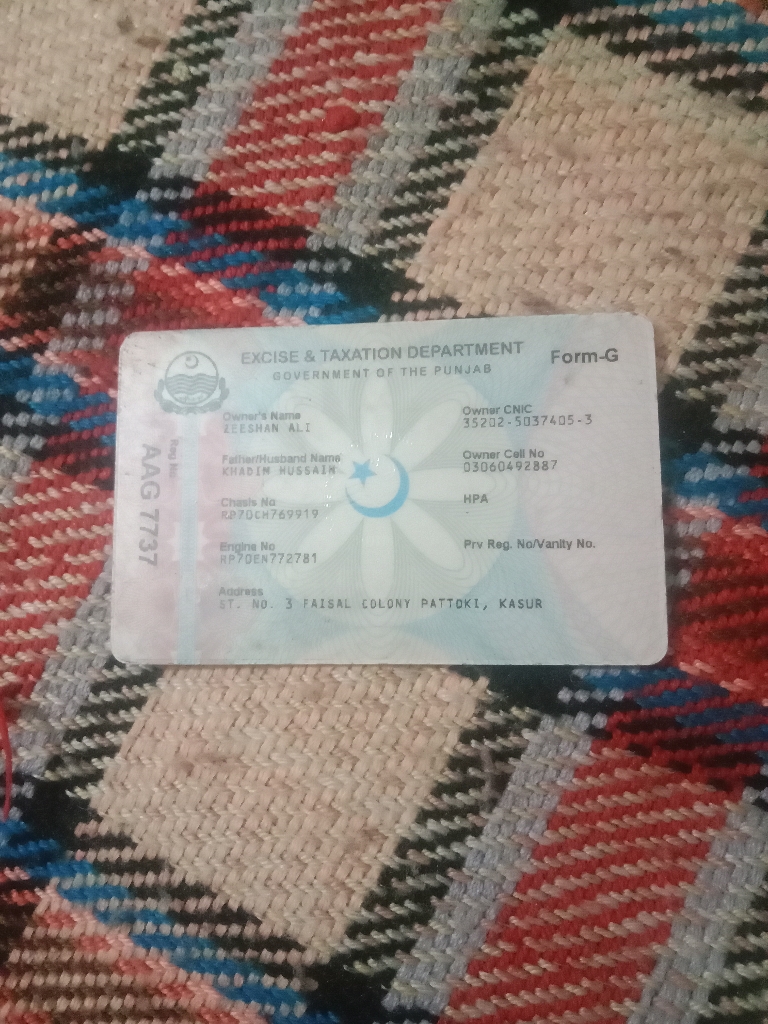 EXCISE & TAXATION DEPARTMENT
GOVERNMENT OF THE PUNJAB
Form-G
Reg No
AAG 7737
Owner's Name
ZEESHAN ALI
Owner CNIC
35202-5037405-3
Father/Husband Name
KHADIM HUSSAIN
Owner Cell No
03060492887
Chasis No
RP70CH769919
HPA
-
Engine No
RP70EN772781
Prv Reg. No/Vanity No.
Address
ST. NO. 3 FAISAL COLONY PATTOKI, KASUR